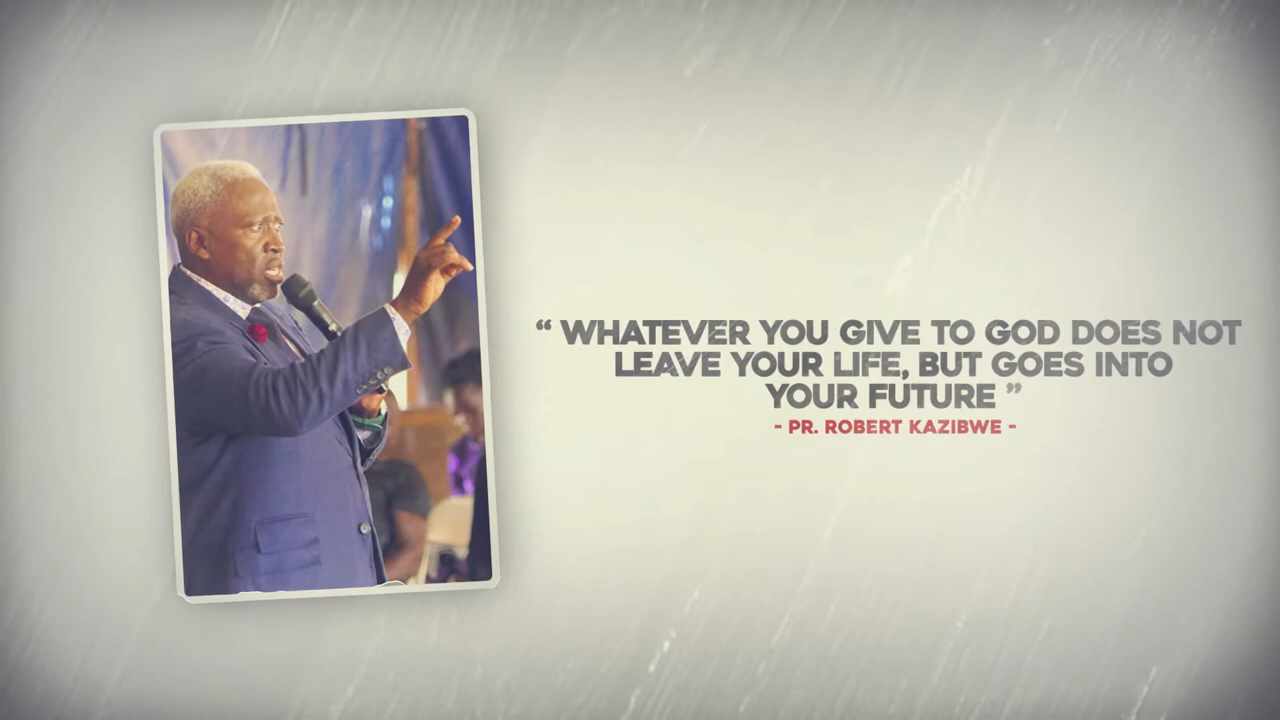 “ WHATEVER YOU GIVE TO GOD DOES NOT
LEAVE YOUR LIFE, BUT GOES INTO
YOUR FUTURE ”
- PR. ROBERT KAZIBWE -